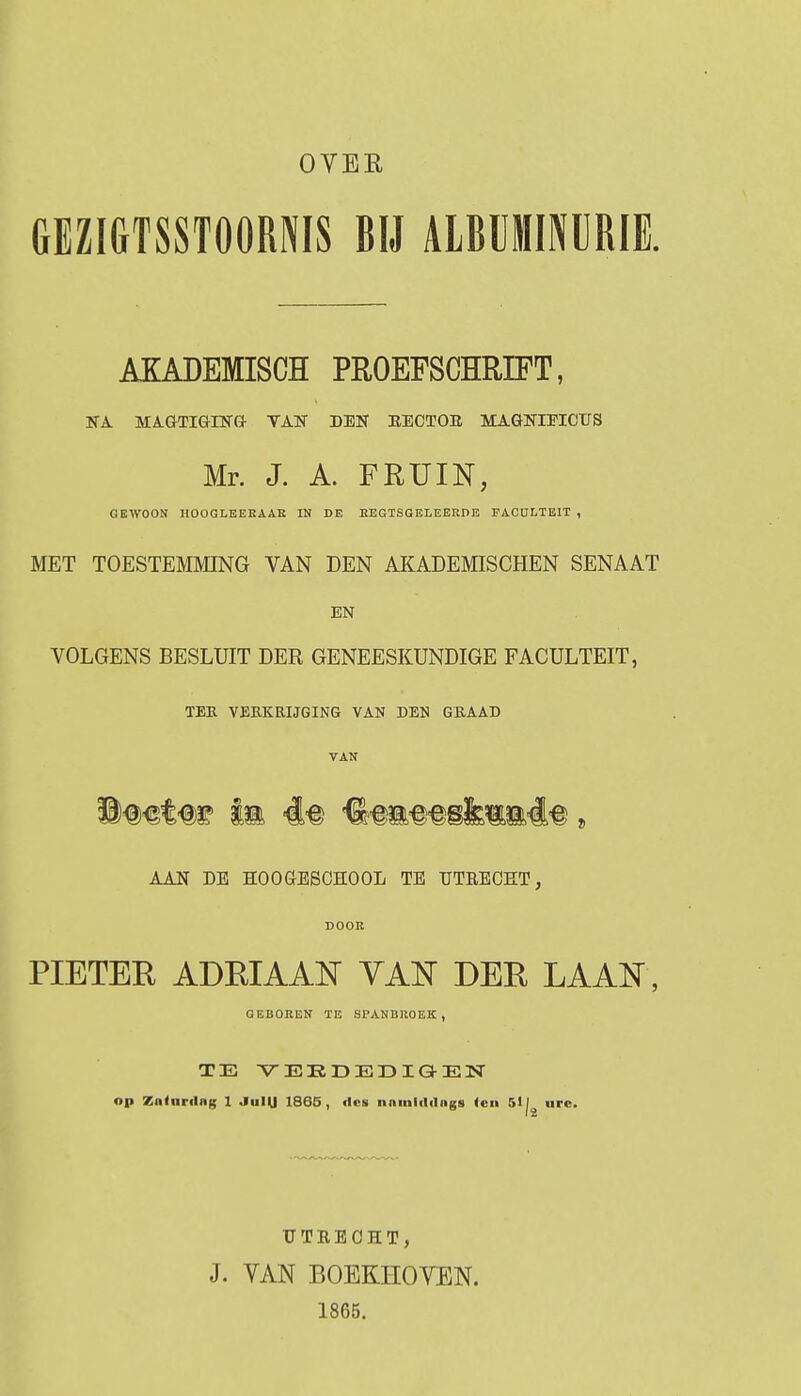 OVER
GEZIGTSSTOORNIS BIJ ALBUMINURIE.
AKADEMISCH PROEFSCHRIFT,
NA MAGTIGING VAN DEN RECTOR MAGNIFICUS
Mr. J. A. FRUIN,
GEWOON HOOGLEERAAR IN DE REGTSGELEERDE FACULTEIT,
MET TOESTEMMING VAN DEN AKADEMISCHEN SENAAT
EN
VOLGENS BESLUIT DER GENEESKUNDIGE FACULTEIT,
TER VERKRIJGING VAN DEN GRAAD
VAN
Doctor in de Geneeskunde,
AAN DE HOOGESCHOOL TE UTRECHT,
DOOR
PIETER ADRIAAN VAN DER LAAN,
GEBOREN TE SPANBROEK,
TE VERDEDIGEN
op Zaturdag 1 Julij 1865, des namiddags ten 5½ ure.
UTRECHT,
J. VAN BOEKHOVEN.
1865.